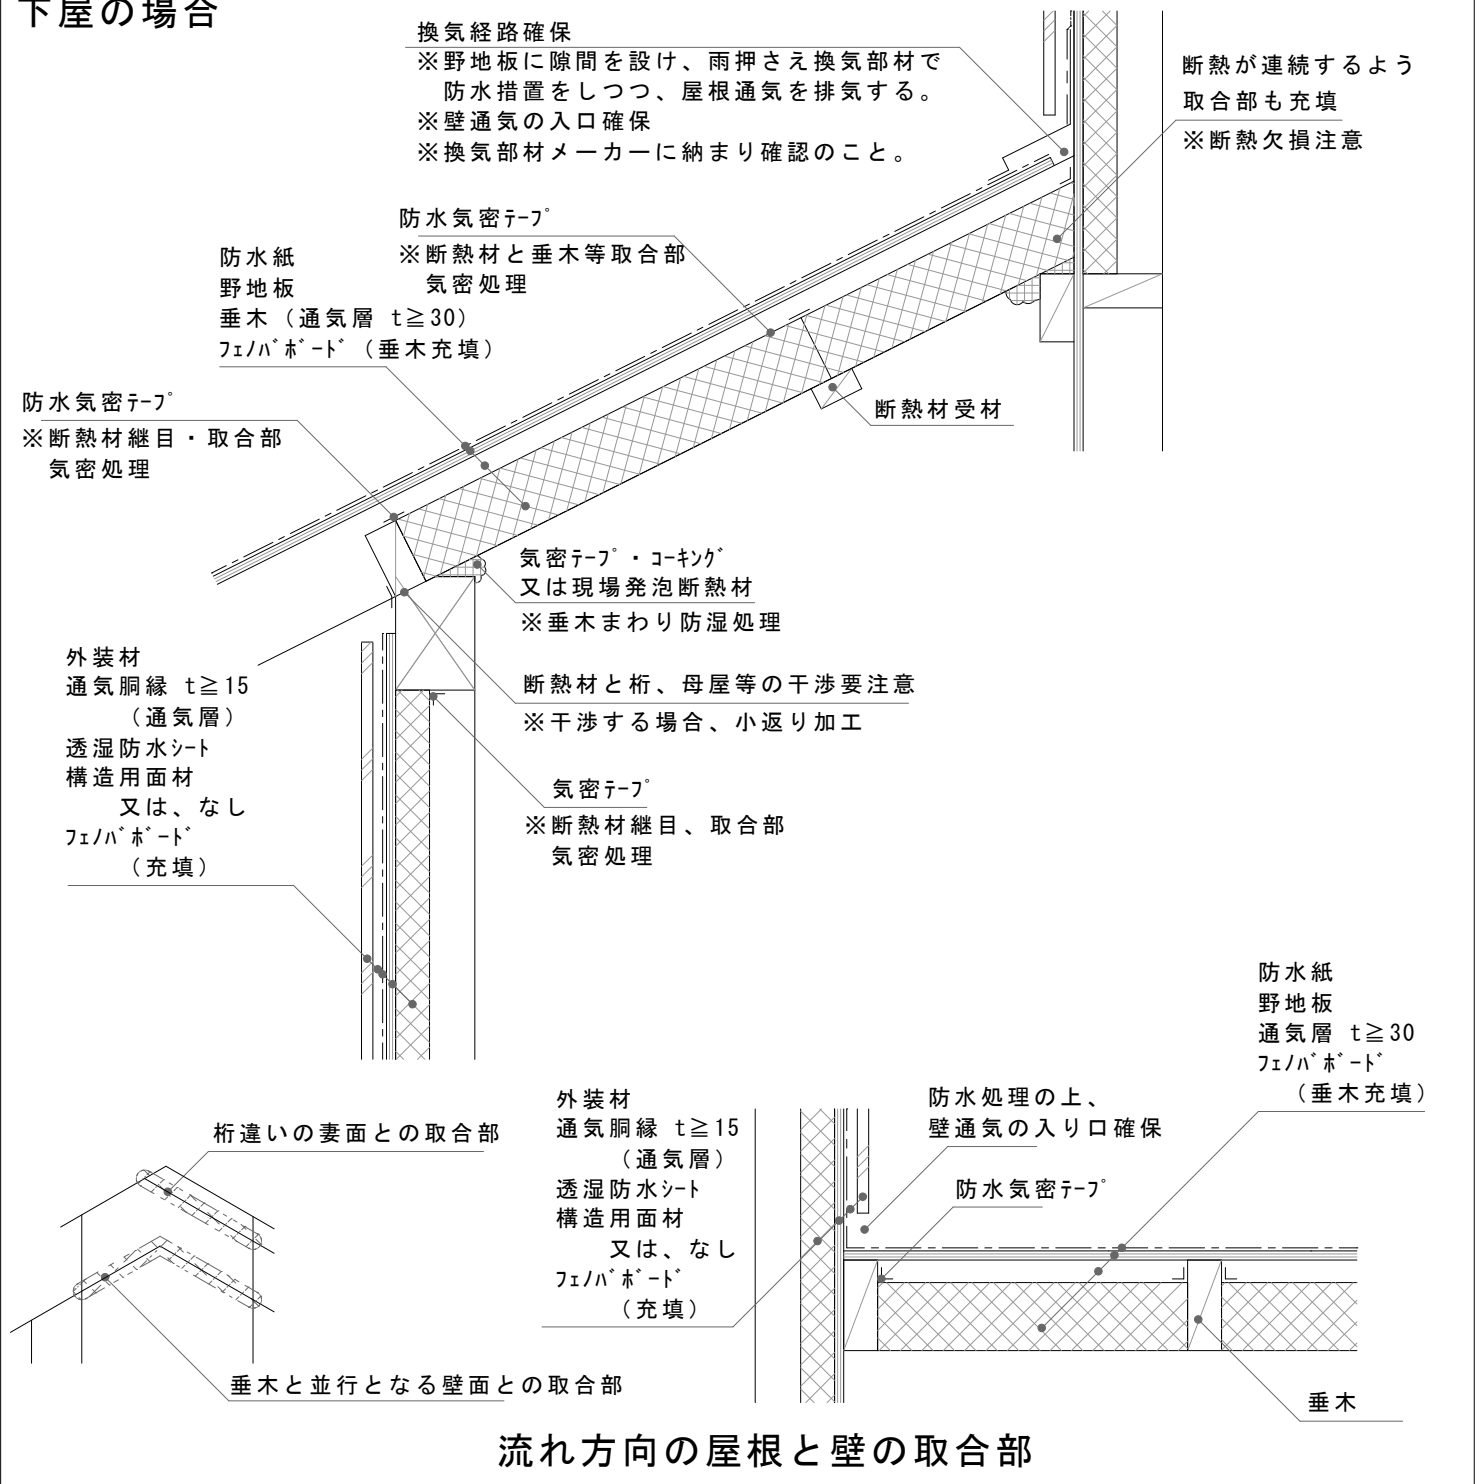 下屋の場合
換気経路確保
※野地板に隙間を設け、雨押さえ換気部材で
防水措置をしつつ、屋根通気を排気する。
※壁通気の入口確保
※換気部材メーカーに納まり確認のこと。
断熱が連続するよう
取合部も充填
※断熱欠損注意
防水気密ﾃｰﾌﾟ
※断熱材と垂木等取合部
気密処理
防水紙
野地板
垂木（通気層 t≧30）
ﾌｪﾉﾊﾞﾎﾞｰﾄﾞ（垂木充填）
防水気密ﾃｰﾌﾟ
※断熱材継目・取合部
気密処理
断熱材受材
気密ﾃｰﾌﾟ・ｺｰｷﾝｸﾞ
又は現場発泡断熱材
※垂木まわり防湿処理
外装材
通気胴縁 t≧15
（通気層）
透湿防水ｼｰﾄ
構造用面材
又は、なし
ﾌｪﾉﾊﾞﾎﾞｰﾄﾞ
（充填）
断熱材と桁、母屋等の干渉要注意
※干渉する場合、小返り加工
気密ﾃｰﾌﾟ
※断熱材継目、取合部
気密処理
防水紙
野地板
通気層 t≧30
ﾌｪﾉﾊﾞﾎﾞｰﾄﾞ
（垂木充填）
外装材
通気胴縁 t≧15
（通気層）
透湿防水ｼｰﾄ
構造用面材
又は、なし
ﾌｪﾉﾊﾞﾎﾞｰﾄﾞ
（充填）
防水処理の上、
壁通気の入り口確保
防水気密ﾃｰﾌﾟ
桁違いの妻面との取合部
垂木と並行となる壁面との取合部
垂木
流れ方向の屋根と壁の取合部